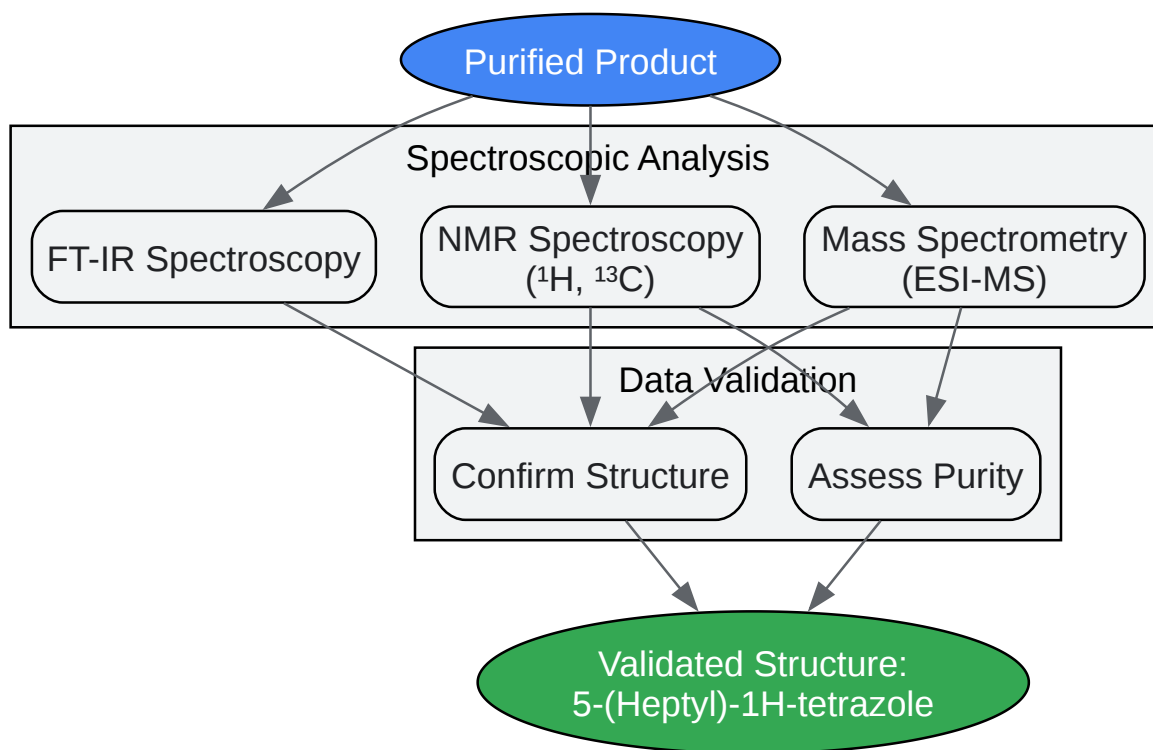 Purified Product
Spectroscopic Analysis
FT-IR Spectroscopy
NMR Spectroscopy
(¹H, ¹³C)
Mass Spectrometry
(ESI-MS)
Data Validation
Confirm Structure
Assess Purity
Validated Structure:
5-(Heptyl)-1H-tetrazole